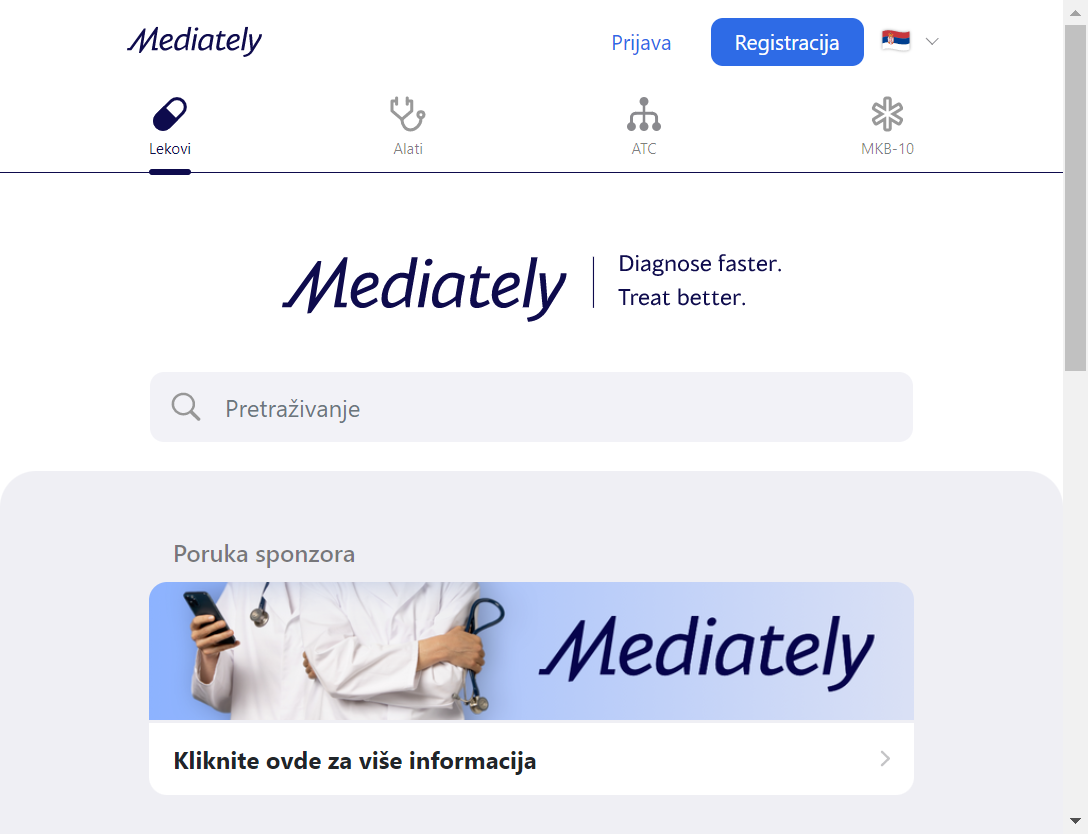 Mediately
Prijava
Registracija
Lekovi
Alati
ATC
MKB-10
Mediately
Diagnose faster.
Treat better.
Pretraživanje
Poruka sponzora
Mediately
Kliknite ovde za više informacija